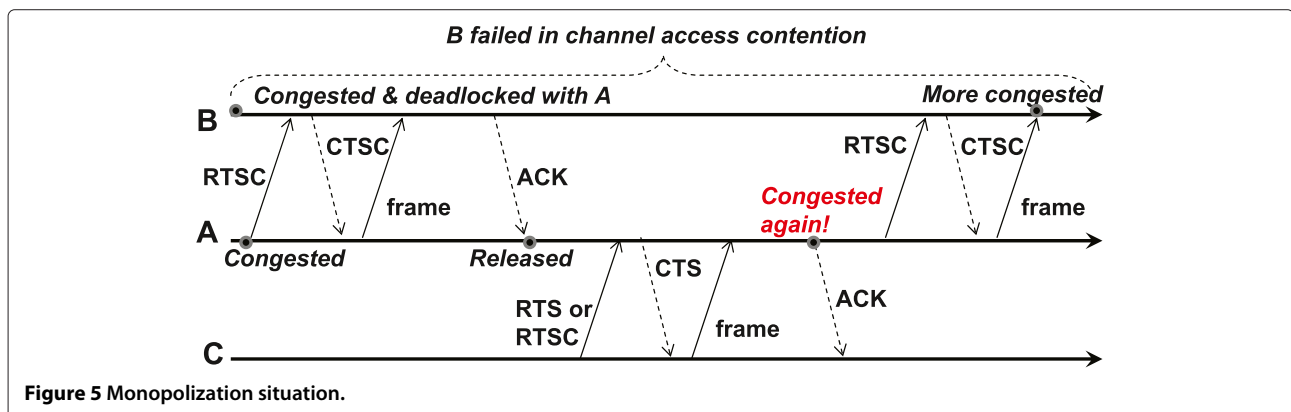 B failed in channel access contention
Congested & deadlocked with A
More congested
B
CTSC
RTSC
ACK
frame
RTSC
CTSC
frame
Congested
again!
A
Congested
Released
CTS
RTS or
RTSC
frame
ACK
C
Figure 5 Monopolization situation.